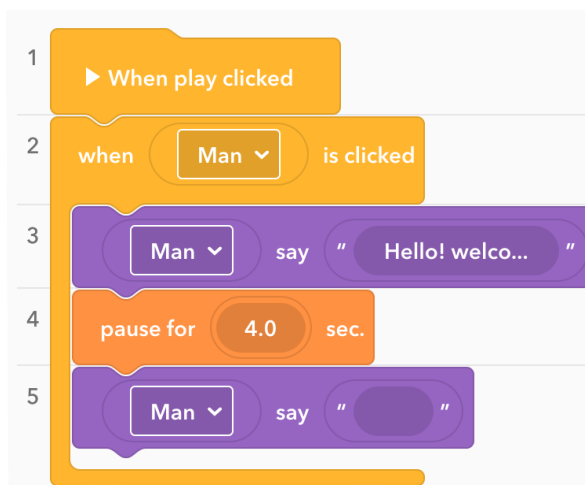 1 When play clicked
2 when Man is clicked
3 Man say " Hello! welco... "
4 pause for 4.0 sec.
5 Man say " "